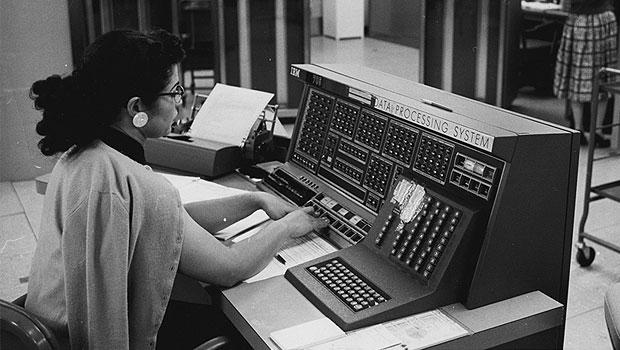 IBM DATA PROCESSING SYSTEM